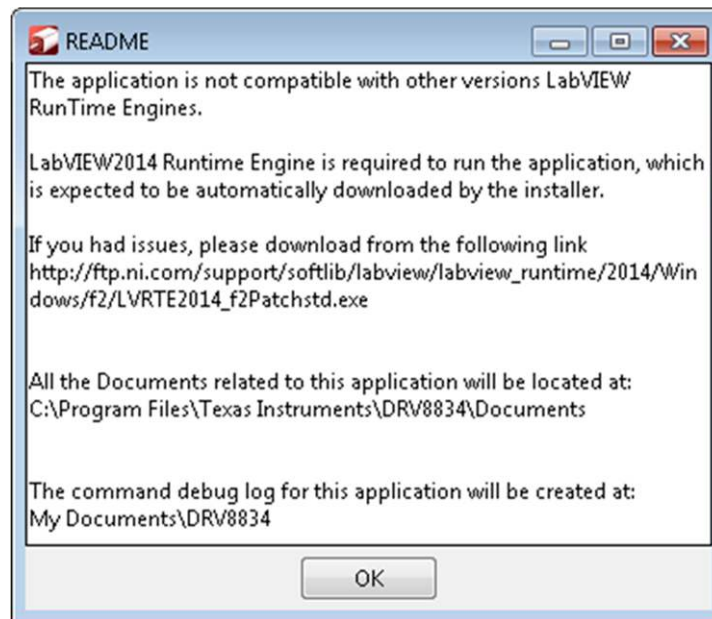 README
The application is not compatible with other versions LabVIEW
RunTime Engines.
LabVIEW2014 Runtime Engine is required to run the application, which
is expected to be automatically downloaded by the installer.
If you had issues, please download from the following link
http://ftp.ni.com/support/softlib/labview/labview_runtime/2014/Win
dows/f2/LVRTE2014_f2Patchstd.exe
All the Documents related to this application will be located at:
C:\Program Files\Texas Instruments\DRV8834\Documents
The command debug log for this application will be created at:
My Documents\DRV8834
OK